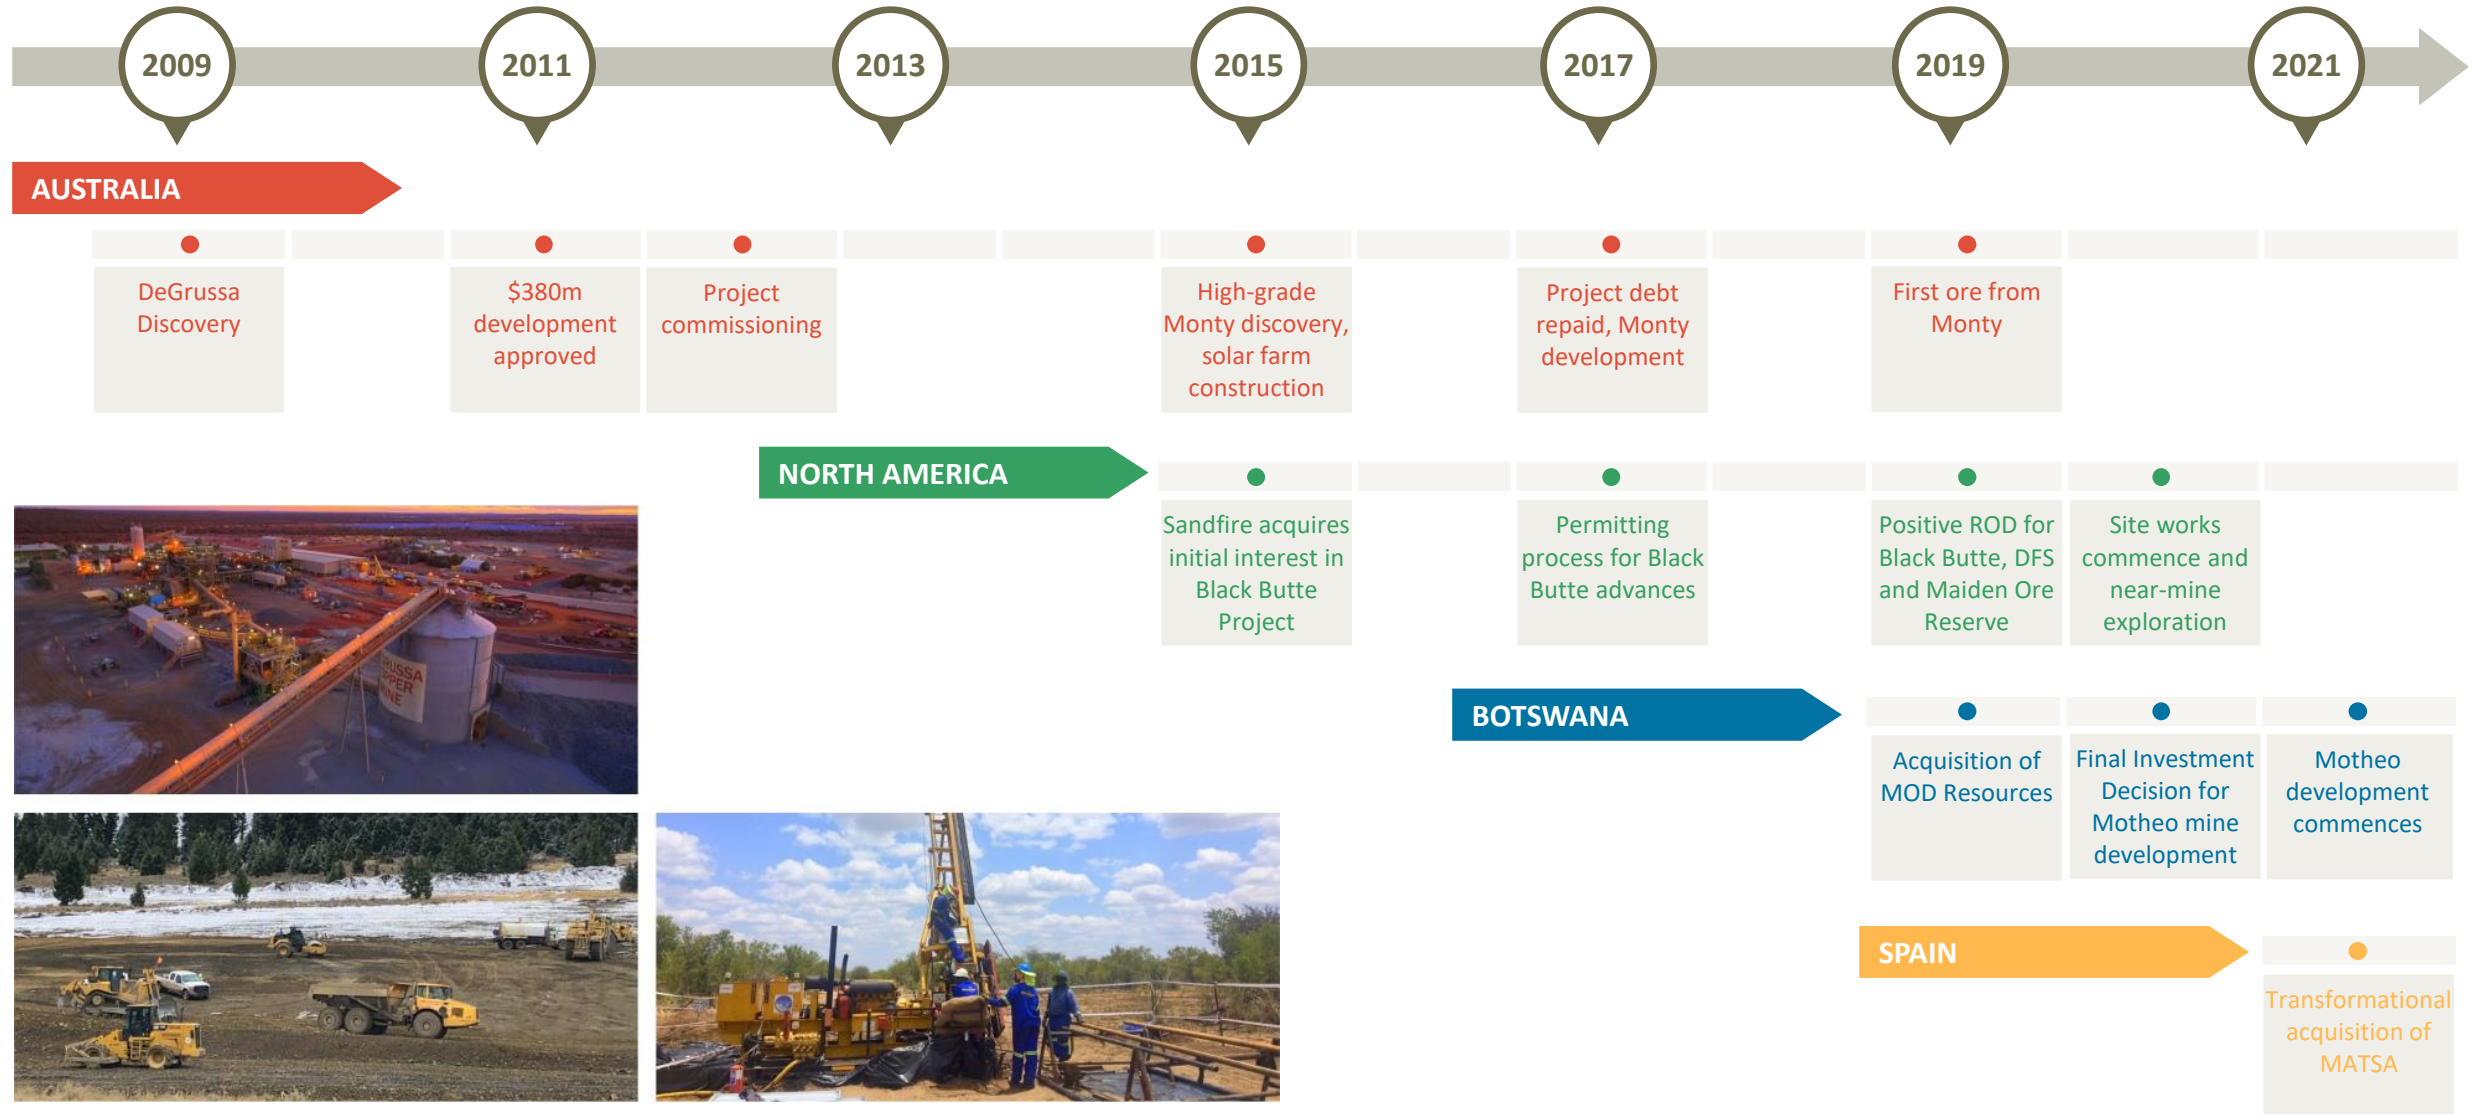 2009
2011
2013
2015
2017
2019
2021
AUSTRALIA
DeGrussa
Discovery
$380m
development
approved
Project
commissioning
High-grade
Monty discovery,
solar farm
construction
Project debt
repaid, Monty
development
First ore from
Monty
NORTH AMERICA
Sandfire acquires
initial interest in
Black Butte
Project
Permitting
process for Black
Butte advances
Positive ROD for
Black Butte, DFS
and Maiden Ore
Reserve
Site works
commence and
near-mine
exploration
BOTSWANA
Acquisition of
MOD Resources
Final Investment
Decision for
Motheo mine
development
Motheo
development
commences
SPAIN
Transformational
acquisition of
MATSA